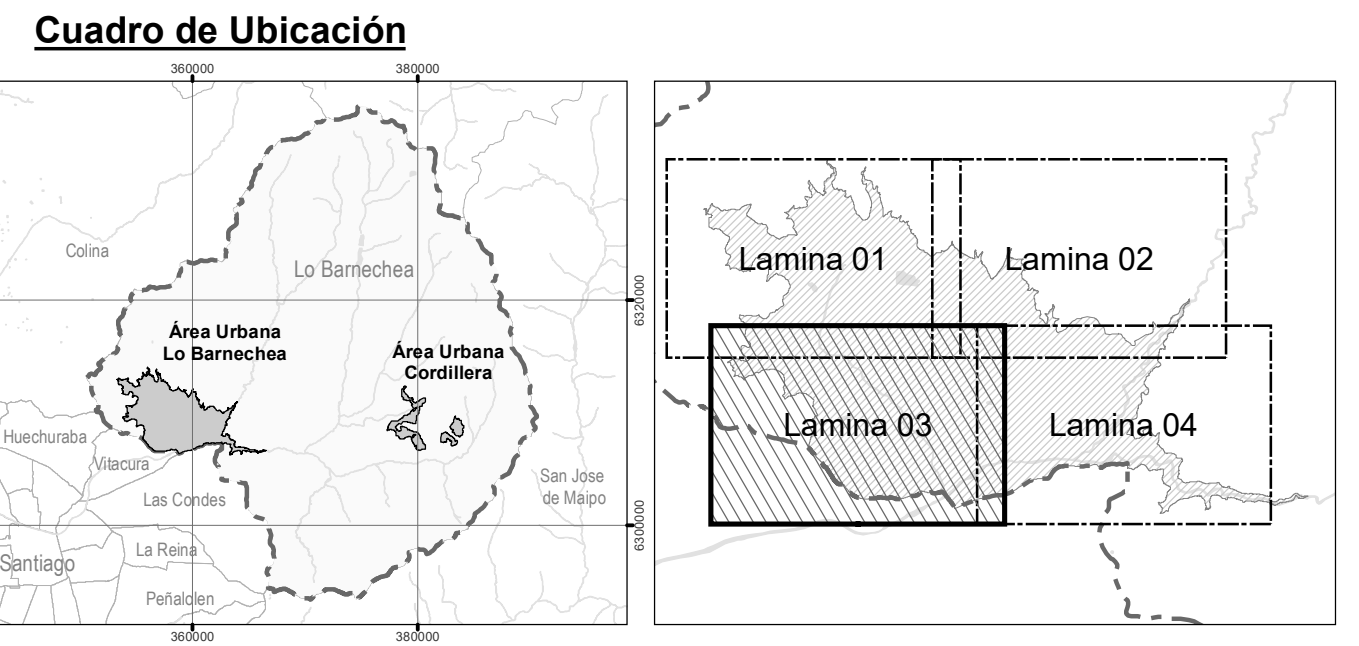 Cuadro de Ubicación
360000
380000
Colina
Lo Barnechea
6320000
Área Urbana
Lo Barnechea
Área Urbana
Cordillera
Huechuraba
Vitacura
Las Condes
San Jose
de Maipo
6300000
La Reina
Santiago
Peñalolen
360000
380000
Lamina 01
Lamina 02
Lamina 03
Lamina 04